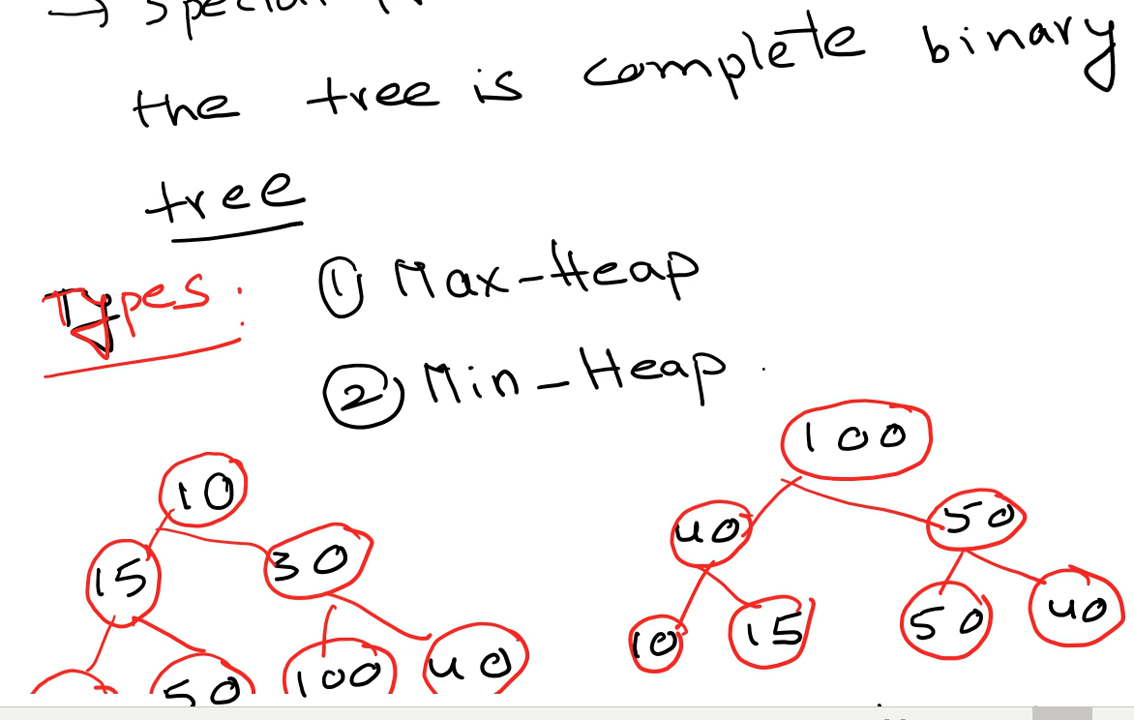 → special
the tree is complete binary
tree
Types: ① Max-Heap
② Min-Heap.
100
10
40 50
15 30
10 15 50 40
50 100 40